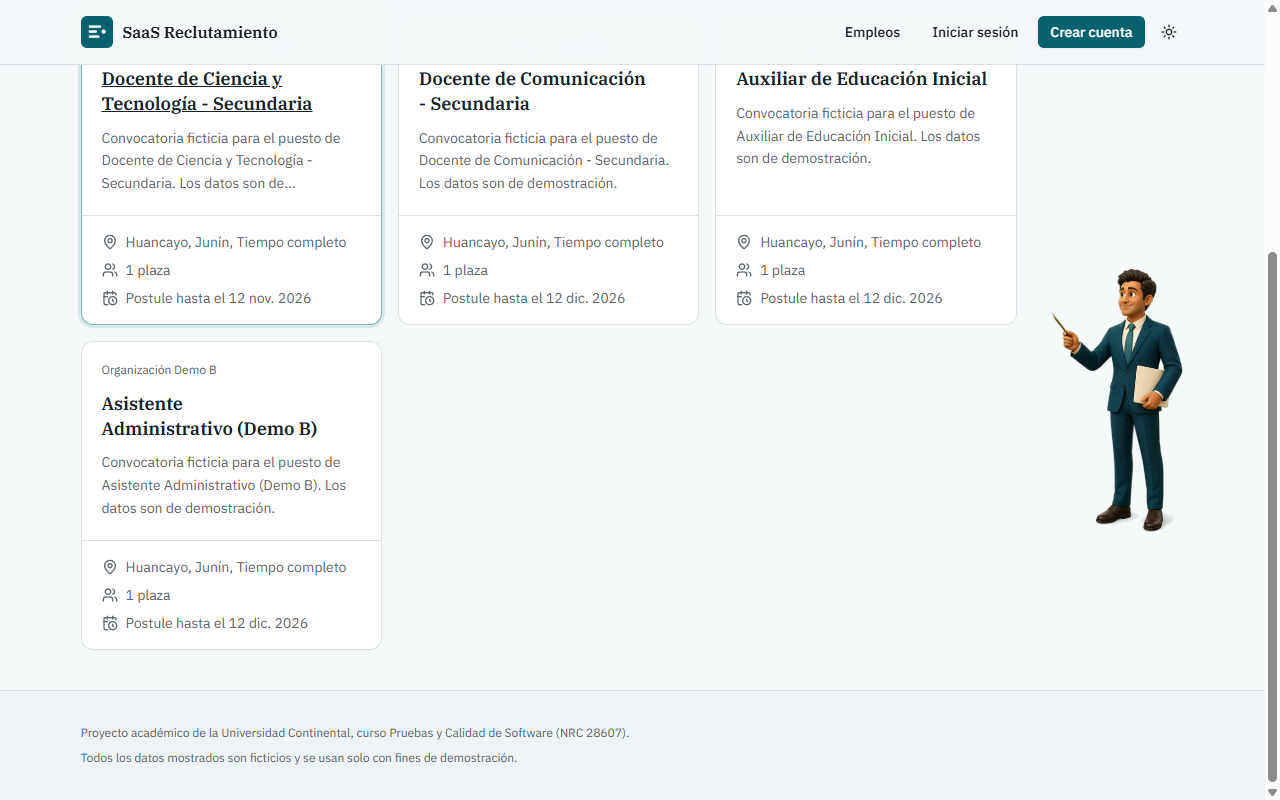 SaaS Reclutamiento
Empleos
Iniciar sesión
Crear cuenta
Docente de Ciencia y
Tecnología - Secundaria
Convocatoria ficticia para el puesto de
Docente de Ciencia y Tecnología -
Secundaria. Los datos son de...
Huancayo, Junín, Tiempo completo
1 plaza
Postule hasta el 12 nov. 2026
Docente de Comunicación
- Secundaria
Convocatoria ficticia para el puesto de
Docente de Comunicación - Secundaria.
Los datos son de demostración.
Huancayo, Junín, Tiempo completo
1 plaza
Postule hasta el 12 dic. 2026
Auxiliar de Educación Inicial
Convocatoria ficticia para el puesto de
Auxiliar de Educación Inicial. Los datos
son de demostración.
Huancayo, Junín, Tiempo completo
1 plaza
Postule hasta el 12 dic. 2026
Organización Demo B
Asistente
Administrativo (Demo B)
Convocatoria ficticia para el puesto de
Asistente Administrativo (Demo B). Los
datos son de demostración.
Huancayo, Junín, Tiempo completo
1 plaza
Postule hasta el 12 dic. 2026
Proyecto académico de la Universidad Continental, curso Pruebas y Calidad de Software (NRC 28607).
Todos los datos mostrados son ficticios y se usan solo con fines de demostración.